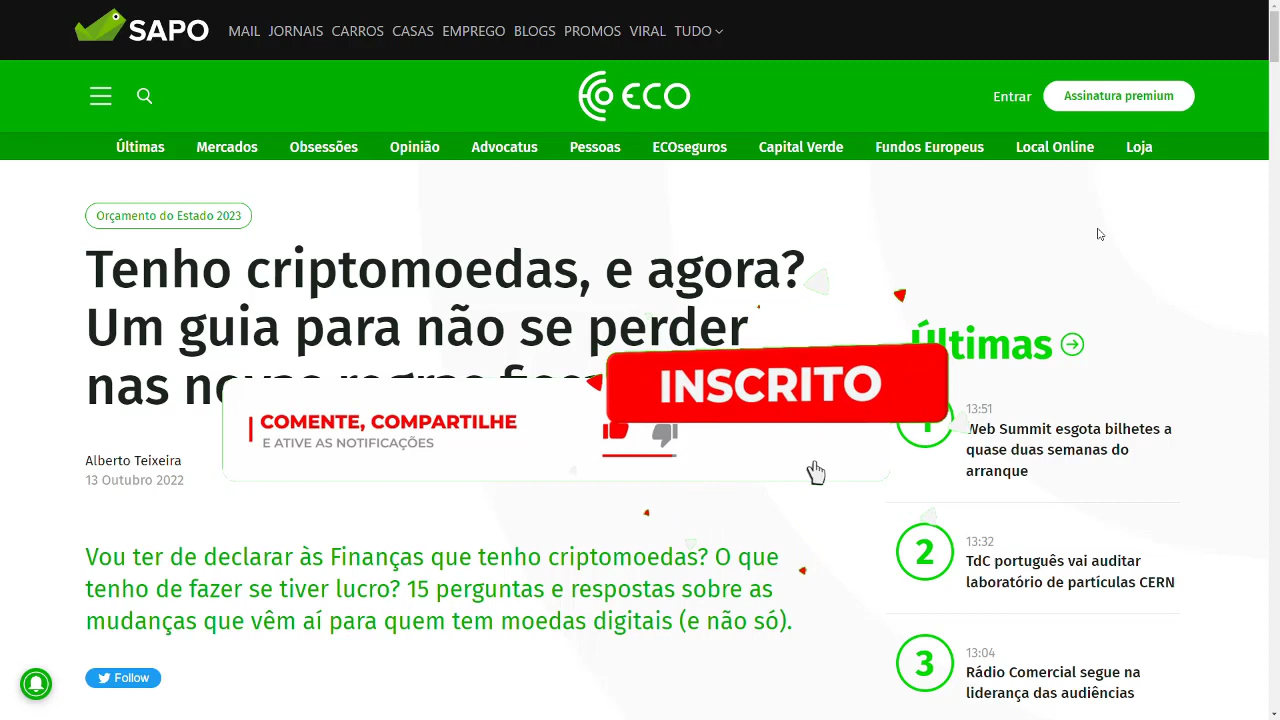 SAPO
MAIL JORNAIS CARROS CASAS EMPREGO BLOGS PROMOS VIRAL TUDO
ECO
Entrar
Assinatura premium
Últimas Mercados Obsessões Opinião Advocatus Pessoas ECOseguros Capital Verde Fundos Europeus Local Online Loja
Orçamento do Estado 2023
Tenho criptomoedas, e agora?
Um guia para não se perder
nas novas regras
INSCRITO
COMENTE, COMPARTILHE
E ATIVE AS NOTIFICAÇÕES
Alberto Teixeira
13 Outubro 2022
Vou ter de declarar às Finanças que tenho criptomoedas? O que
tenho de fazer se tiver lucro? 15 perguntas e respostas sobre as
mudanças que vêm aí para quem tem moedas digitais (e não só).
Follow
Últimas
1
13:51
Web Summit esgota bilhetes a
quase duas semanas do
arranque
2
13:32
TdC português vai auditar
laboratório de partículas CERN
3
13:04
Rádio Comercial segue na
liderança das audiências